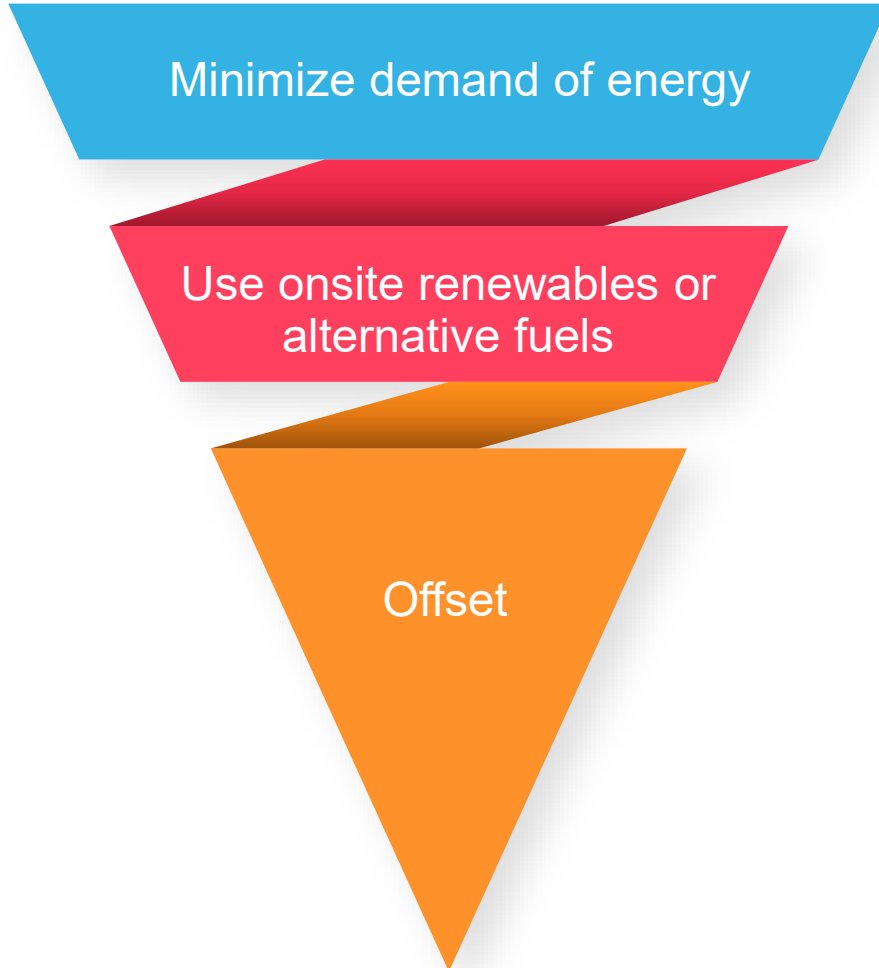 Minimize demand of energy
Use onsite renewables or
alternative fuels
Offset